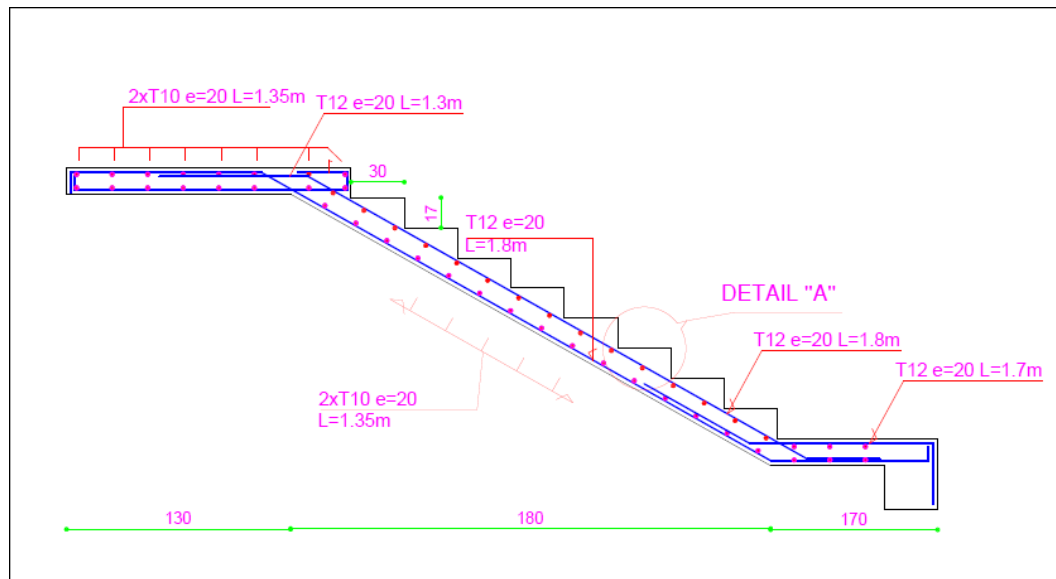 2xT10 e=20 L=1.35m
T12 e=20 L=1.3m
30
17
T12 e=20
L=1.8m
DETAIL "A"
T12 e=20 L=1.8m
T12 e=20 L=1.7m
2xT10 e=20
L=1.35m
130
180
170